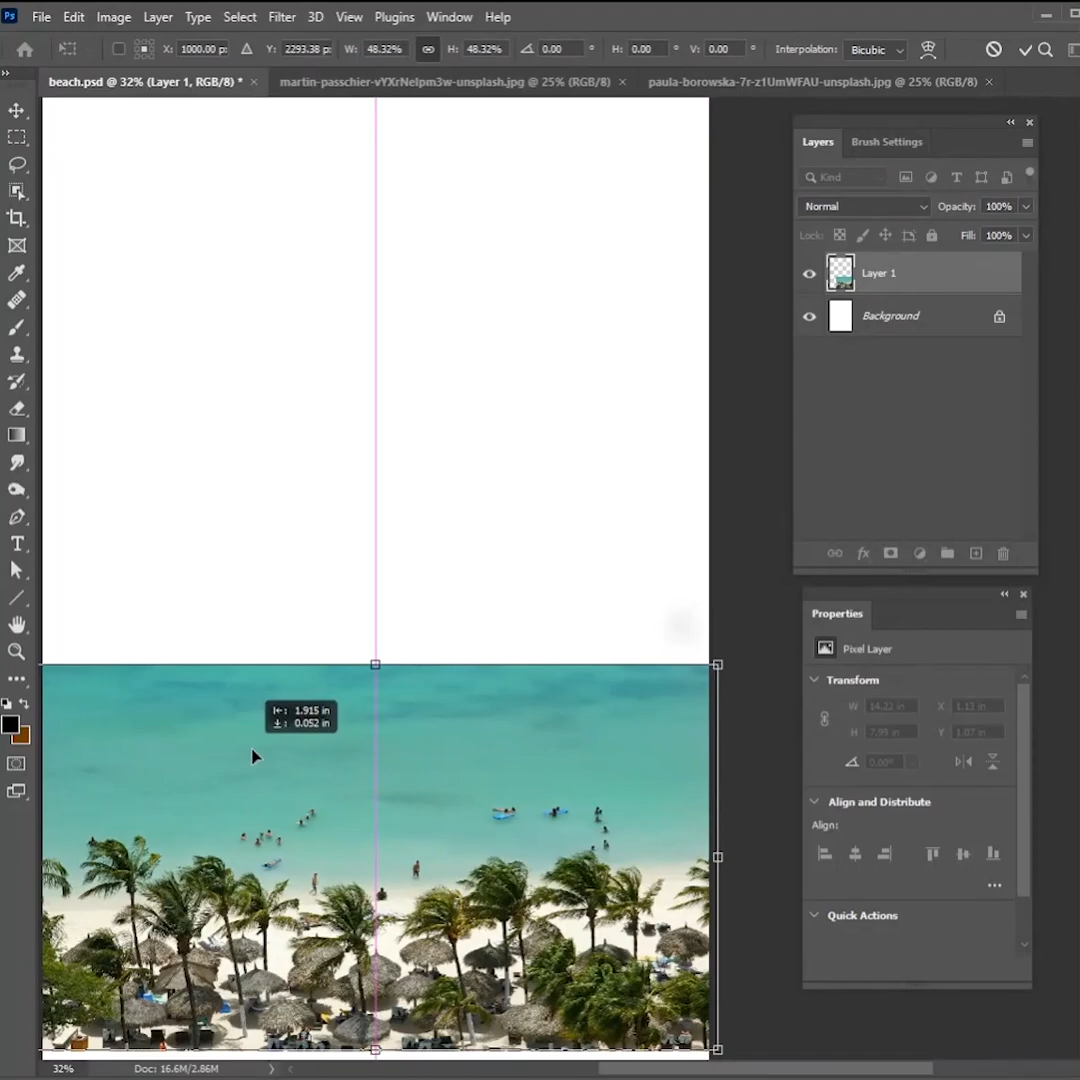 Ps File Edit Image Layer Type Select Filter 3D View Plugins Window Help
X: 1000.00 p: Y: 2293.38 p: W: 48.32% H: 48.32% 0.00 ° H: 0.00 ° V: 0.00 ° Interpolation: Bicubic
beach.psd @ 32% (Layer 1, RGB/8) * × martin-passchier-vYXrNeIpm3w-unsplash.jpg @ 25% (RGB/8) × paula-borowska-7r-z1UmWFAU-unsplash.jpg @ 25% (RGB/8) ×
Layers Brush Settings
Kind
Normal Opacity: 100%
Lock: Fill: 100%
Layer 1
Background
Properties
Pixel Layer
Transform
W 14.22 in X 1.13 in
H 7.99 in Y 1.07 in
0.00°
Align and Distribute
Align:
Quick Actions
1.915 in
0.052 in
32% Doc: 16.6M/2.86M